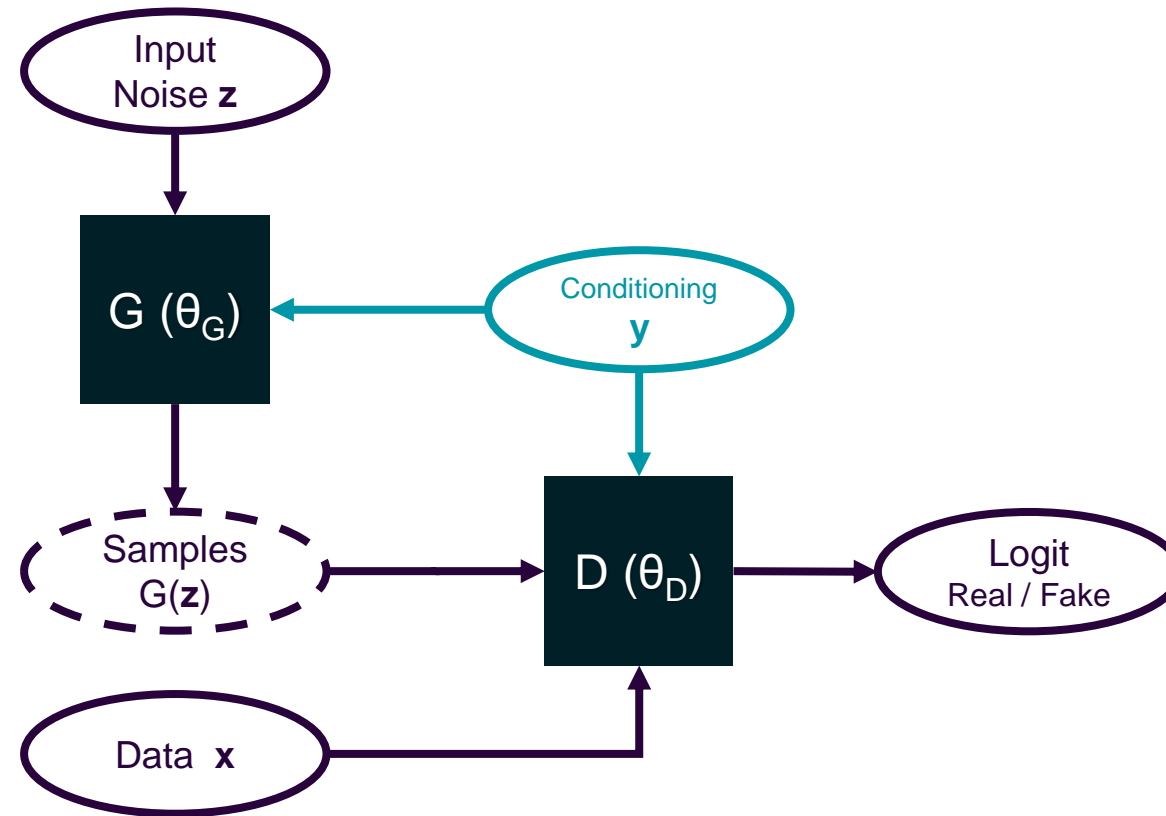 Input
Noise z
G (θG)
Conditioning
y
Samples
G(z)
D (θD)
Logit
Real / Fake
Data x